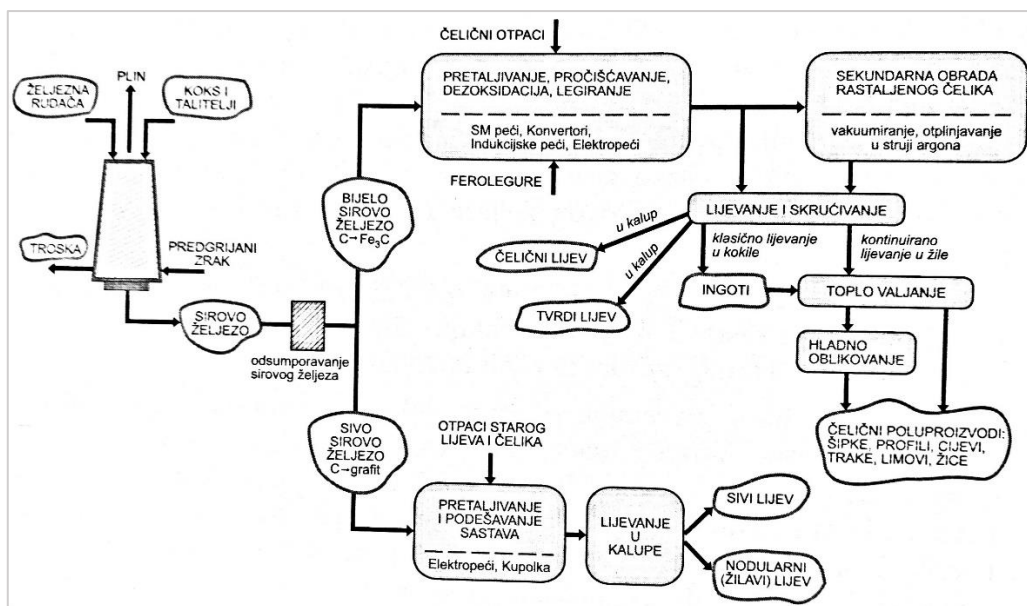 ČELIČNI OTPACI
PLIN
ŽELJEZNA
RUDAČA
KOKS I
TALITELJI
PRETALJIVANJE, PROČIŠĆAVANJE,
DEZOKSIDACIJA, LEGIRANJE
SM peći, Konvertori,
Indukcijske peći, Elektropeći
SEKUNDARNA OBRADA
RASTALJENOG ČELIKA
vakuumiranje, otplinjavanje
u struji argona
FEROLEGURE
BIJELO
SIROVO
ŽELJEZO
C→Fe3C
TROSKA
PREDGRIJANI
ZRAK
SIROVO
ŽELJEZO
odsumporavanje
sirovog željeza
LIJEVANJE I SKRUĆIVANJE
u kalup
u kalup
klasično lijevanje
u kokile
kontinuirano
lijevanje u žile
ČELIČNI LIJEV
TVRDI LIJEV
INGOTI
TOPLO VALJANJE
HLADNO
OBLIKOVANJE
ČELIČNI POLUPROIZVODI:
ŠIPKE, PROFILI, CIJEVI,
TRAKE, LIMOVI, ŽICE
SIVO
SIROVO
ŽELJEZO
C→grafit
OTPACI STAROG
LIJEVA I ČELIKA
PRETALJIVANJE
I PODEŠAVANJE
SASTAVA
Elektropeći, Kupolka
LIJEVANJE
U
KALUPE
SIVI LIJEV
NODULARNI
(ŽILAVI) LIJEV